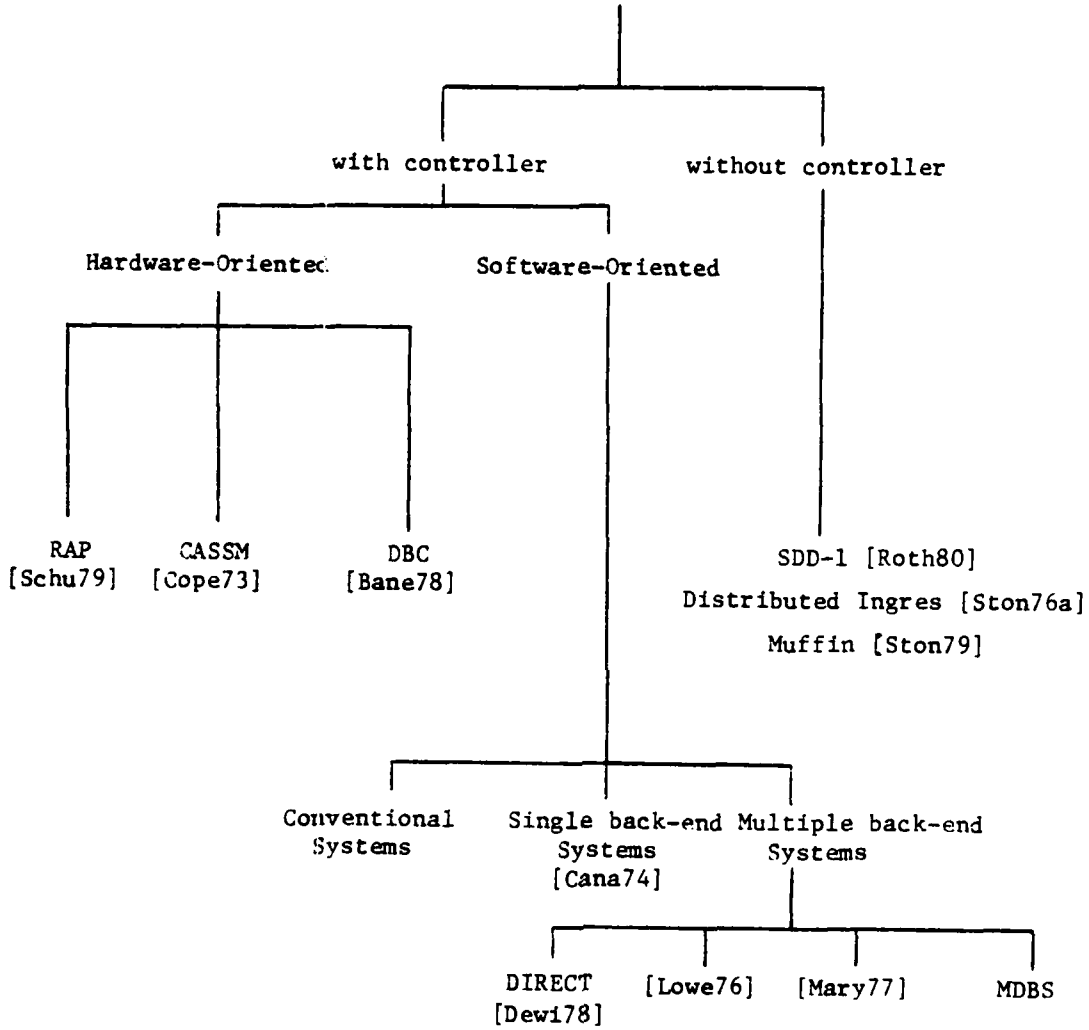 with controller
without controller
Hardware-Oriented
Software-Oriented
RAP
[Schu79]
CASSM
[Cope73]
DBC
[Bane78]
SDD-1 [Roth80]
Distributed Ingres [Ston76a]
Muffin [Ston79]
Conventional
Systems
Single back-end
Systems
[Cana74]
Multiple back-end
Systems
DIRECT
[Dewi78]
[Lowe76]
[Mary77]
MDBS